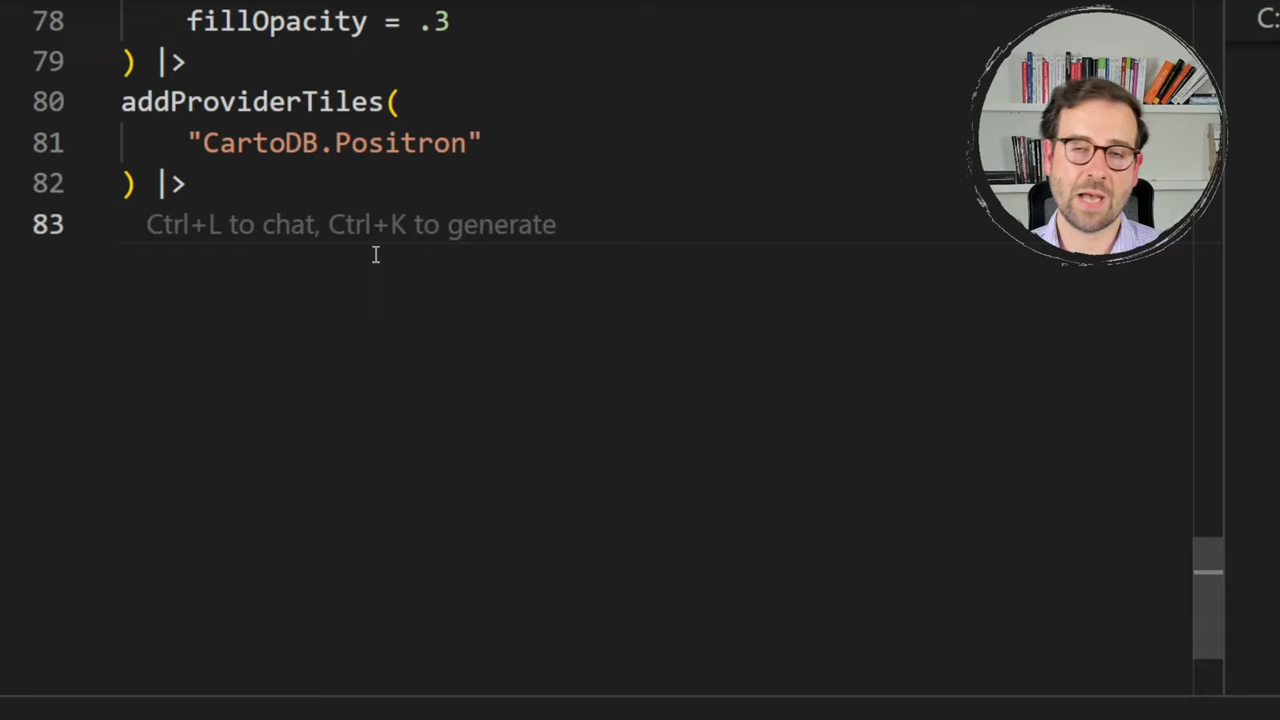 78 fillOpacity = .3
79 ) |>
80 addProviderTiles(
81 "CartoDB.Positron"
82 ) |>
83 Ctrl+L to chat, Ctrl+K to generate
C: